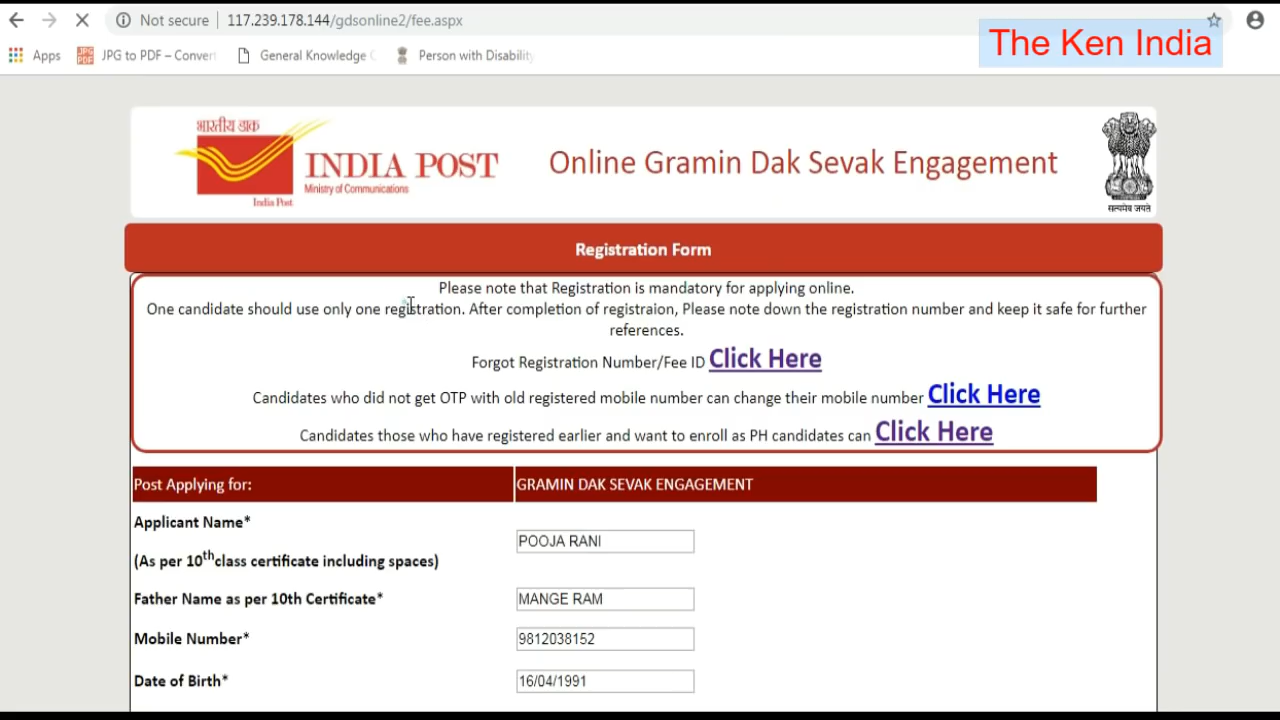 Not secure | 117.239.178.144/gdsonline2/fee.aspx
The Ken India
Apps JPG to PDF – Convert General Knowledge Person with Disability
भारतीय डाक
INDIA POST
Ministry of Communications
India Post
Online Gramin Dak Sevak Engagement
सत्यमेव जयते
Registration Form
Please note that Registration is mandatory for applying online.
One candidate should use only one registration. After completion of registraion, Please note down the registration number and keep it safe for further
references.
Forgot Registration Number/Fee ID Click Here
Candidates who did not get OTP with old registered mobile number can change their mobile number Click Here
Candidates those who have registered earlier and want to enroll as PH candidates can Click Here
Post Applying for: GRAMIN DAK SEVAK ENGAGEMENT
Applicant Name*
(As per 10th class certificate including spaces) POOJA RANI
Father Name as per 10th Certificate* MANGE RAM
Mobile Number* 9812038152
Date of Birth* 16/04/1991